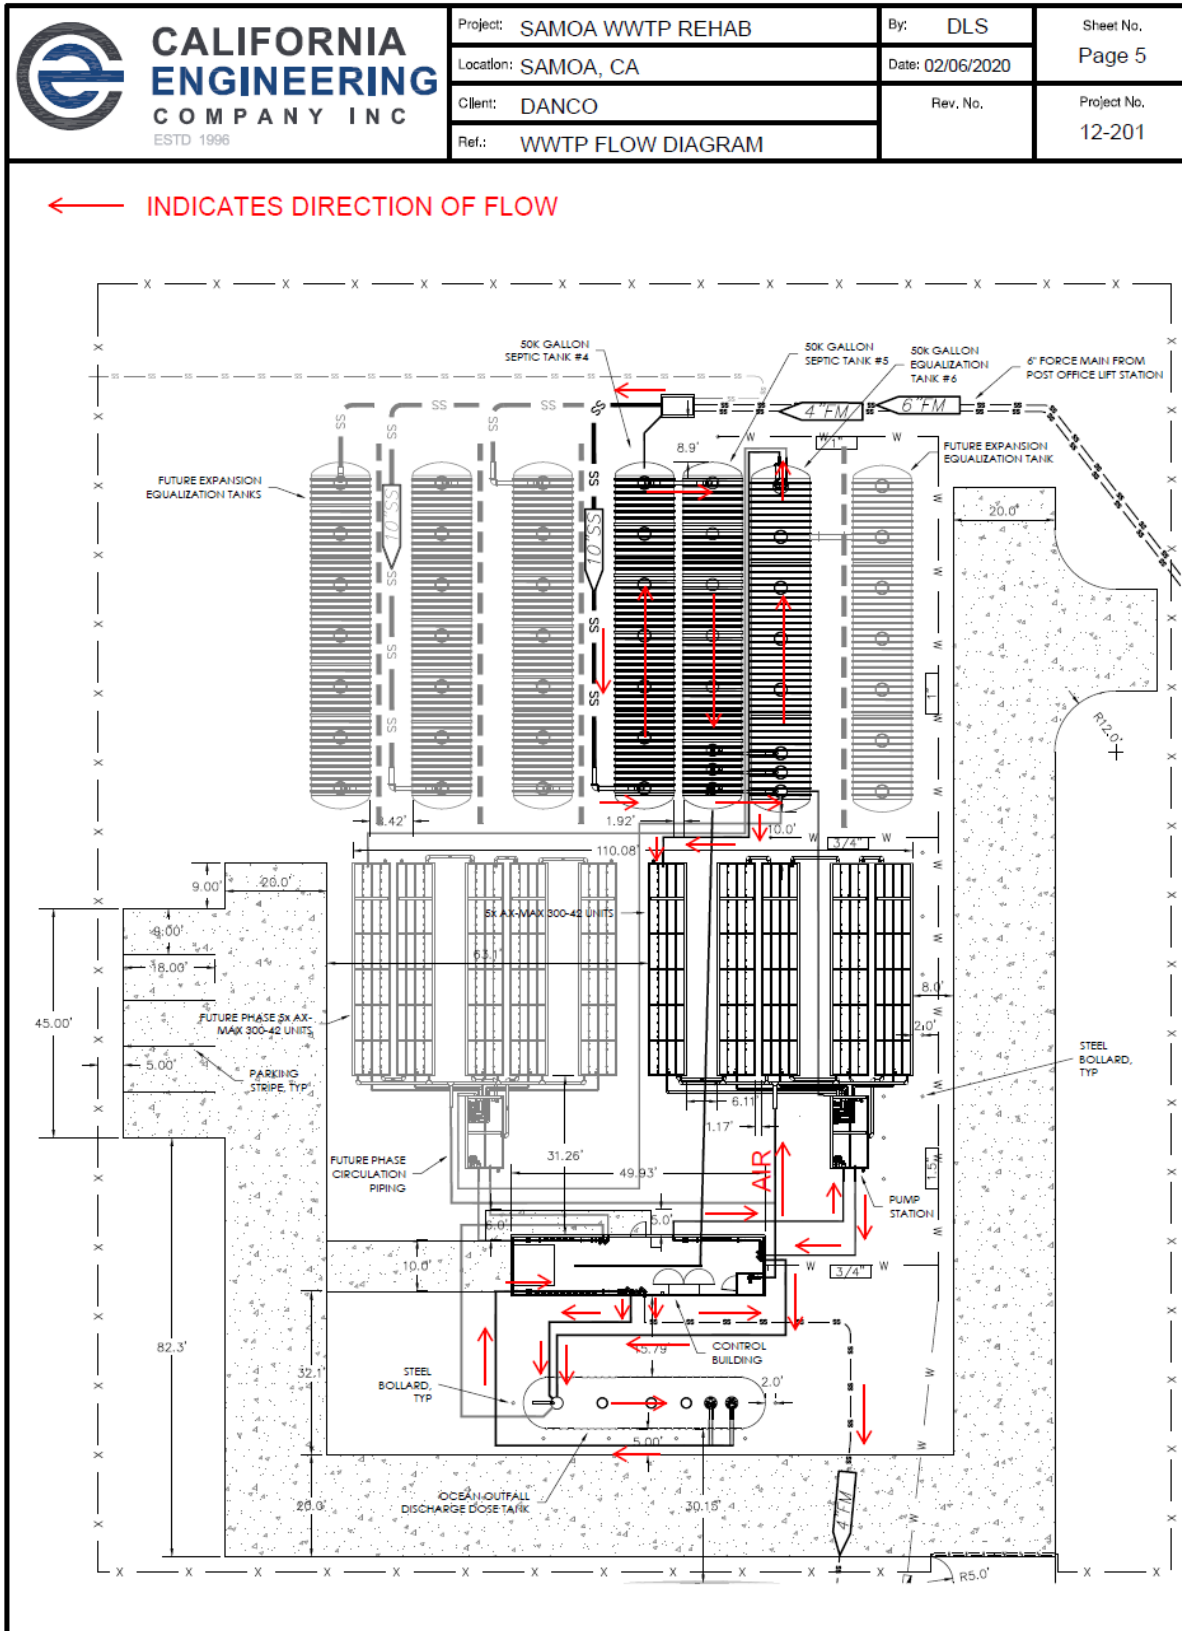 CALIFORNIA
ENGINEERING
COMPANY INC
ESTD 1996
Project: SAMOA WWTP REHAB
Location: SAMOA, CA
Client: DANCO
Ref.: WWTP FLOW DIAGRAM
By: DLS
Date: 02/06/2020
Rev. No.
Sheet No.
Page 5
Project No.
12-201
INDICATES DIRECTION OF FLOW
50K GALLON
SEPTIC TANK #4
50K GALLON
SEPTIC TANK #5
50K GALLON
EQUALIZATION
TANK #6
6" FORCE MAIN FROM
POST OFFICE LIFT STATION
4"FM
6"FM
8.9'
1"
FUTURE EXPANSION
EQUALIZATION TANK
FUTURE EXPANSION
EQUALIZATION TANKS
10"SS
10"SS
20.0'
1"
R12.0'
1.92'
10.0'
3/4"
110.08'
9.00'
20.0'
5x AX-MAX 300-42 UNITS
9.00'
63.1'
18.00'
8.0'
FUTURE PHASE 5x AX-
MAX 300-42 UNITS
45.00'
2.0'
5.00'
PARKING
STRIPE, TYP
STEEL
BOLLARD,
TYP
6.11'
1.17'
31.26'
FUTURE PHASE
CIRCULATION
PIPING
49.93'
AIR
1.5"
PUMP
STATION
6.0'
5.0'
10.0'
3/4"
82.3'
32.1'
15.79'
CONTROL
BUILDING
STEEL
BOLLARD,
TYP
2.0'
5.00'
OCEAN OUTFALL
DISCHARGE DOSE TANK
20.0'
30.15'
4"FM
R5.0'